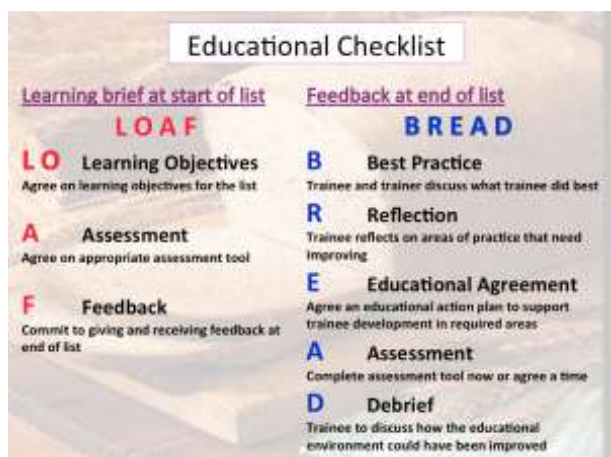 Educational Checklist
Learning brief at start of list
L O A F
L O Learning Objectives
Agree on learning objectives for the list
A Assessment
Agree on appropriate assessment tool
F Feedback
Commit to giving and receiving feedback at
end of list
Feedback at end of list
B R E A D
B Best Practice
Trainee and trainer discuss what trainee did best
R Reflection
Trainee reflects on areas of practice that need
improving
E Educational Agreement
Agree an educational action plan to support
trainee development in required areas
A Assessment
Complete assessment tool now or agree a time
D Debrief
Trainee to discuss how the educational
environment could have been improved